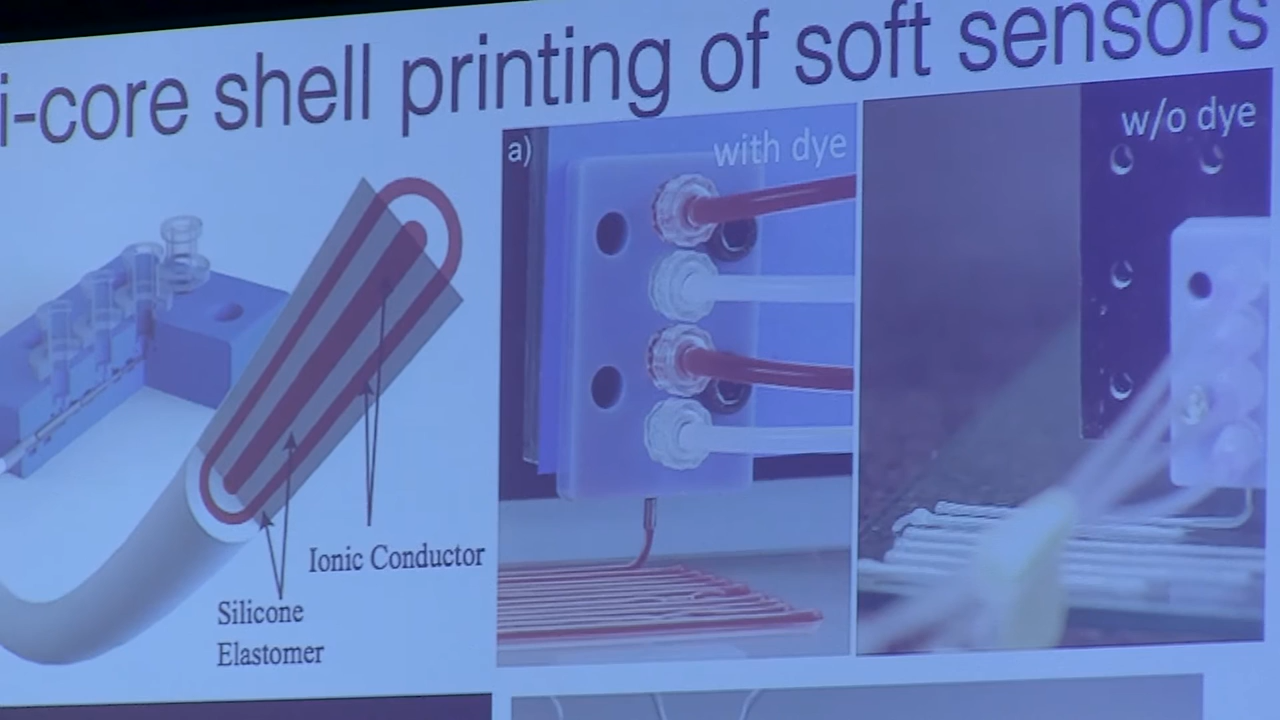 i-core shell printing of soft sensors
a)
with dye
w/o dye
Ionic Conductor
Silicone
Elastomer